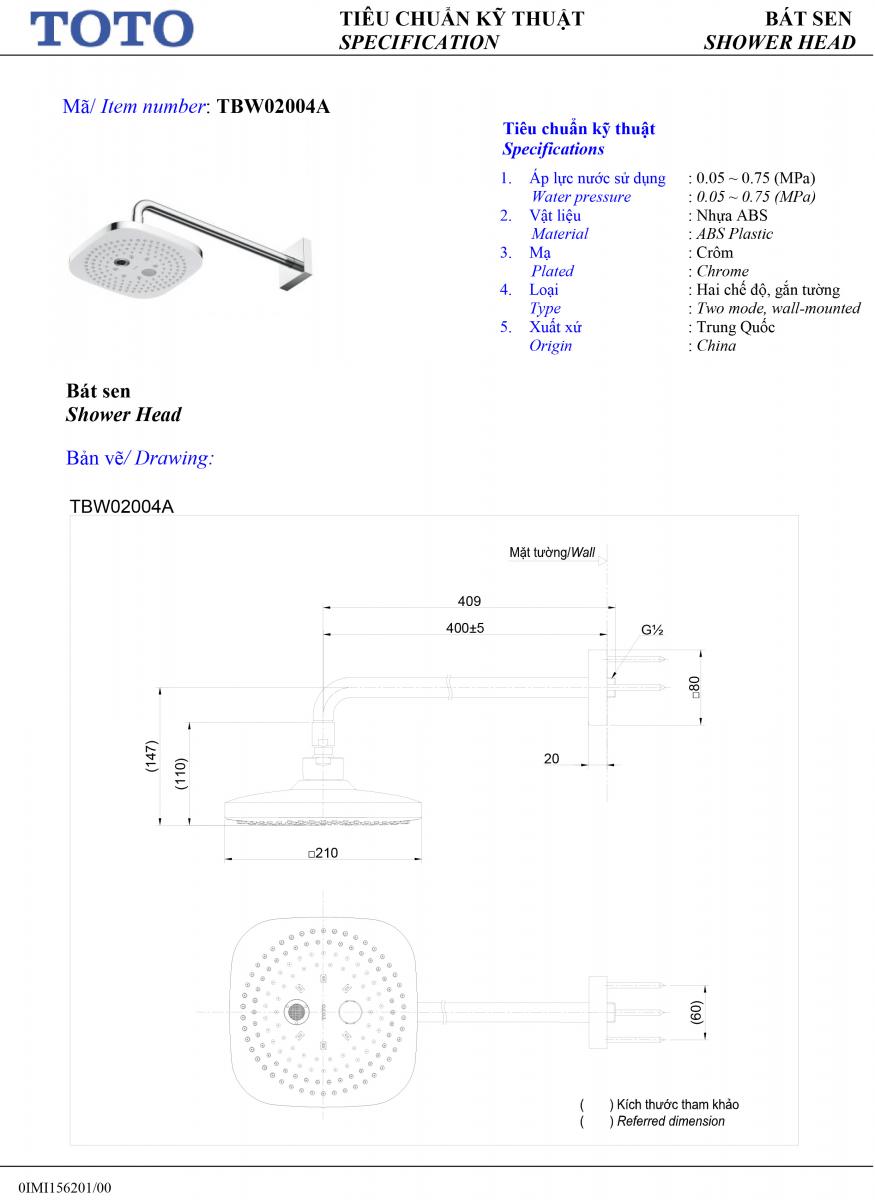 TOTO
TIÊU CHUẨN KỸ THUẬT
SPECIFICATION
BÁT SEN
SHOWER HEAD
Mã/ Item number: TBW02004A
Tiêu chuẩn kỹ thuật
Specifications
1. Áp lực nước sử dụng : 0.05 ~ 0.75 (MPa)
Water pressure : 0.05 ~ 0.75 (MPa)
2. Vật liệu : Nhựa ABS
Material : ABS Plastic
3. Mạ : Crôm
Plated : Chrome
4. Loại : Hai chế độ, gắn tường
Type : Two mode, wall-mounted
5. Xuất xứ : Trung Quốc
Origin : China
Bát sen
Shower Head
Bản vẽ/ Drawing:
TBW02004A
Mặt tường/Wall
409
400±5
G½
□80
20
(147)
(110)
□210
(60)
( ) Kích thước tham khảo
( ) Referred dimension
0IMI156201/00